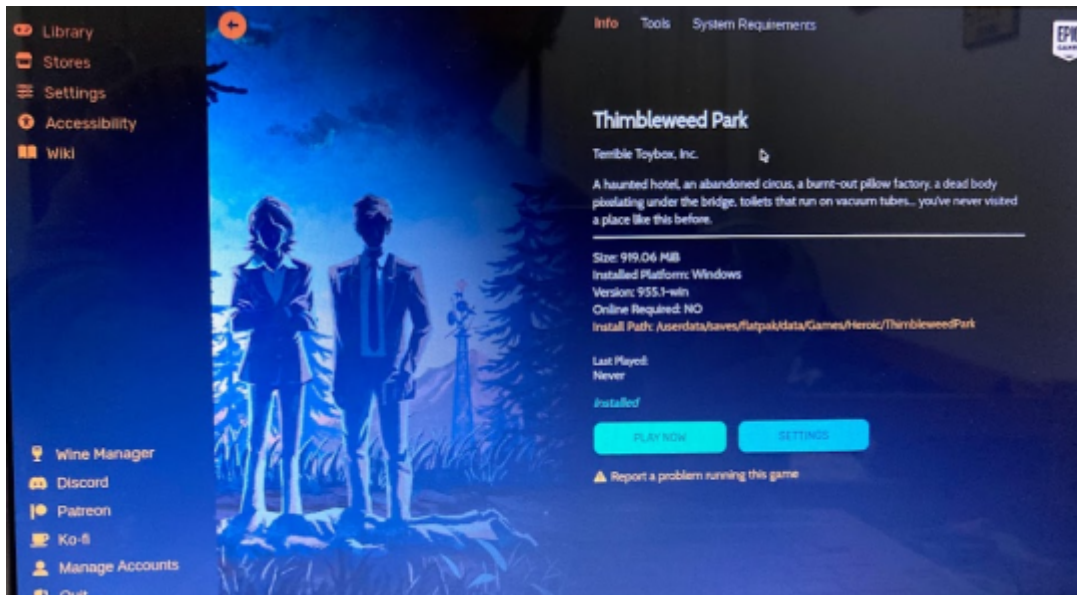 Library
Stores
Settings
Accessibility
Wiki
Wine Manager
Discord
Patreon
Ko-fi
Manage Accounts
Quit
Info Tools System Requirements
EPIC
GAMES
Thimbleweed Park
Terrible Toybox, Inc.
A haunted hotel, an abandoned circus, a burnt-out pillow factory, a dead body
pixelating under the bridge, toilets that run on vacuum tubes... you've never visited
a place like this before.
Size: 919.06 MiB
Installed Platform: Windows
Version: 955.1-win
Online Required: NO
Install Path: /userdata/saves/flatpak/data/Games/Heroic/ThimbleweedPark
Last Played:
Never
Installed
PLAY NOW SETTINGS
Report a problem running this game